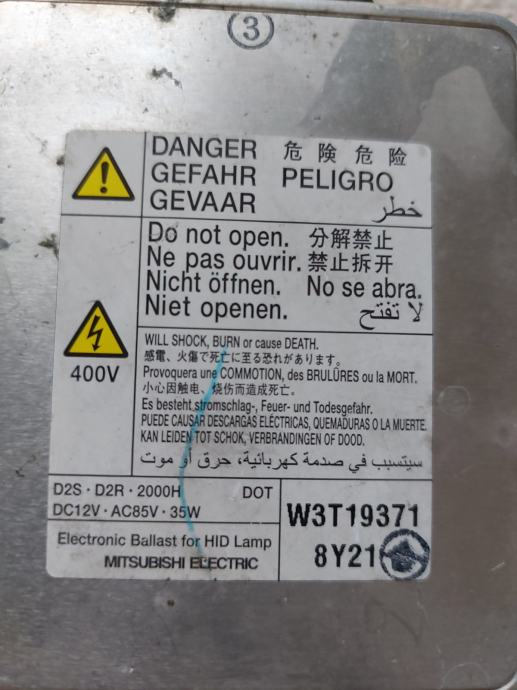 3
DANGER 危険 危险
GEFAHR PELIGRO
GEVAAR خطر
Do not open. 分解禁止
Ne pas ouvrir. 禁止拆开
Nicht öffnen. No se abra.
Niet openen. لا تفتح
400V
WILL SHOCK, BURN or cause DEATH.
感電、火傷で死亡に至る恐れがあります。
Provoquera une COMMOTION, des BRULÛRES ou la MORT.
小心因触电、烧伤而造成死亡。
Es besteht stromschlag-, Feuer- und Todesgefahr.
PUEDE CAUSAR DESCARGAS ELÉCTRICAS, QUEMADURAS O LA MUERTE.
KAN LEIDEN TOT SCHOK, VERBRANDINGEN OF DOOD.
سيتسبب في صدمة كهربائية، حرق أو موت
D2S · D2R · 2000H DOT
DC12V · AC85V · 35W
Electronic Ballast for HID Lamp
MITSUBISHI ELECTRIC
W3T19371
8Y21